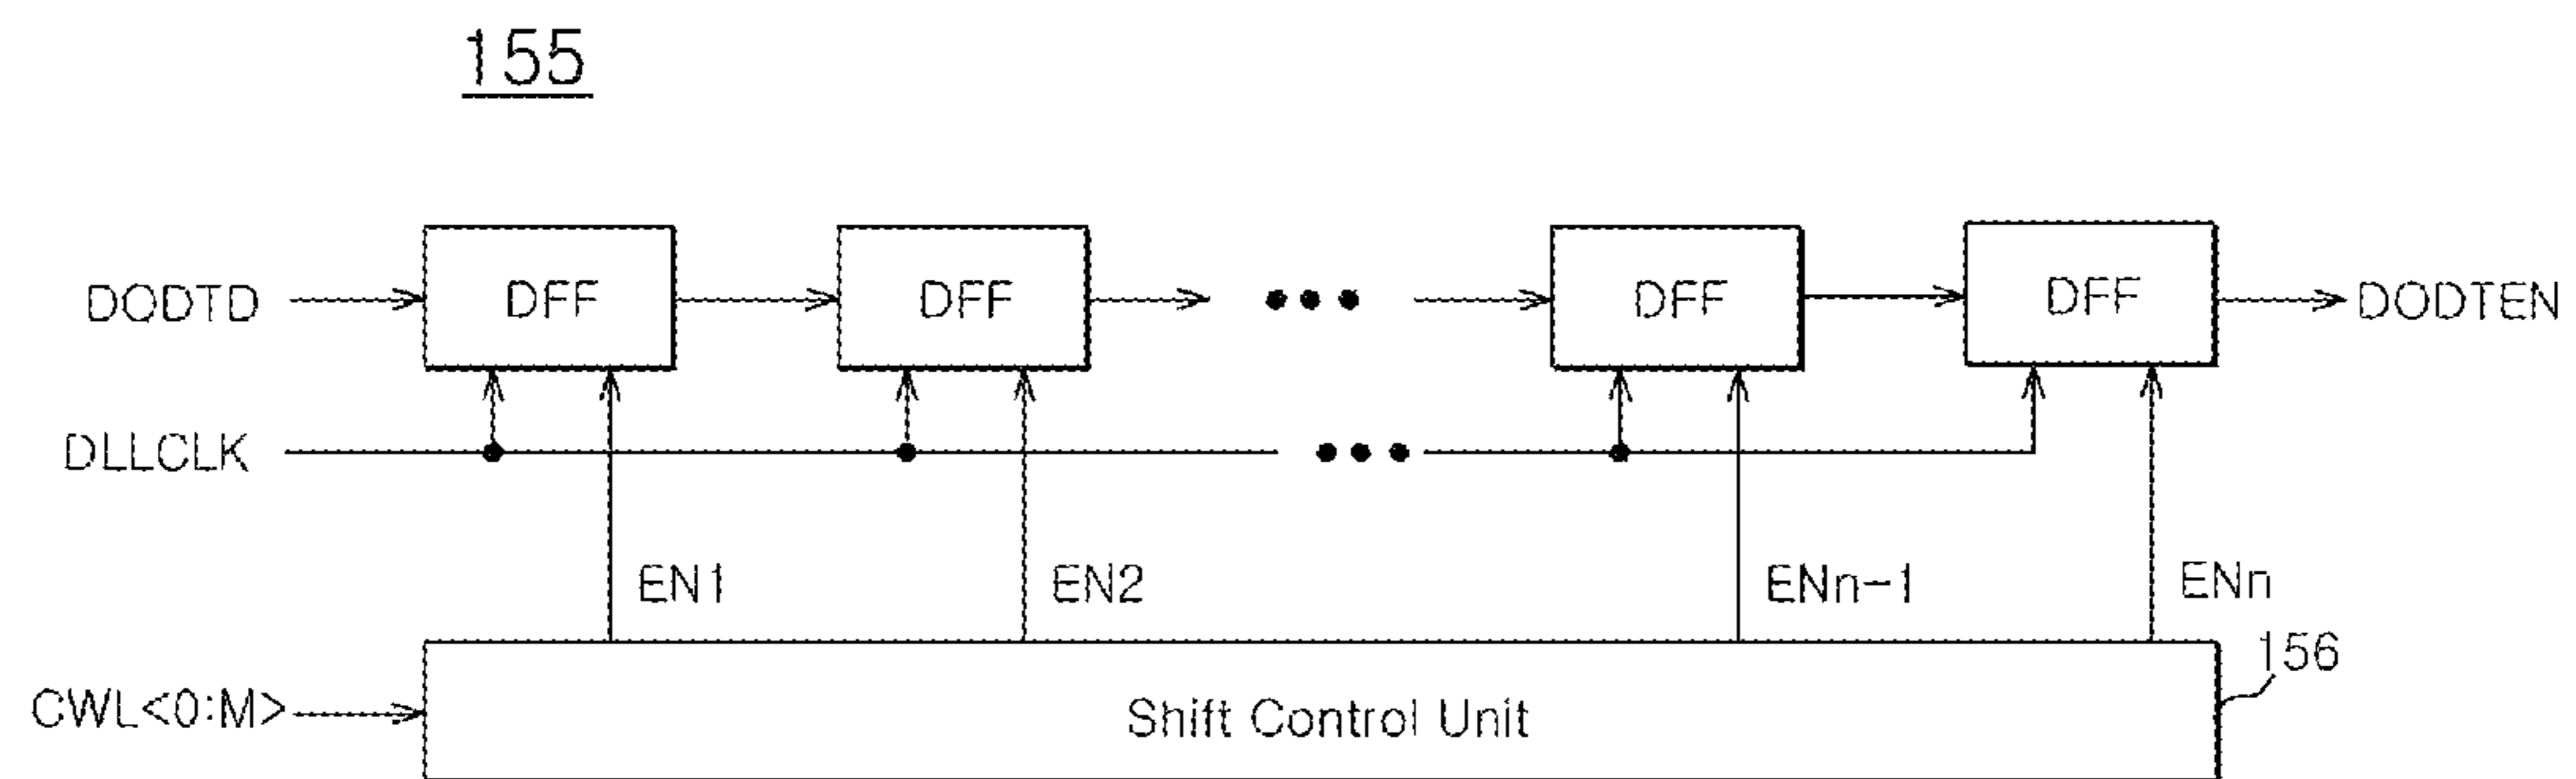 155
DODTD DFF DFF ••• DFF DFF DODTEN
DLLCLK •••
EN1 EN2 ENn-1 ENn
156
CWL<0:M> Shift Control Unit